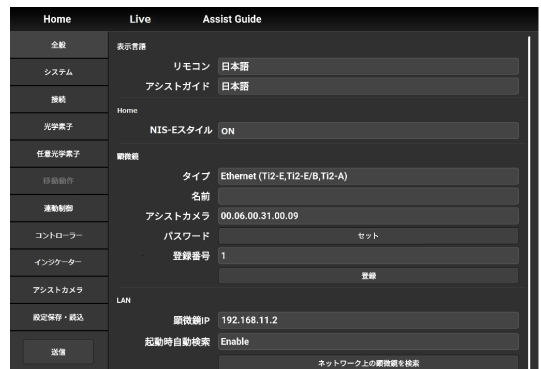 Home Live Assist Guide
全般
システム
接続
光学素子
任意光学素子
移動動作
連動制御
コントローラー
インジケーター
アシストカメラ
設定保存・読込
送信
表示言語
リモコン 日本語
アシストガイド 日本語
Home
NIS-Eスタイル ON
顕微鏡
タイプ Ethernet (Ti2-E,Ti2-E/B,Ti2-A)
名前
アシストカメラ 00.06.00.31.00.09
パスワード セット
登録番号 1
登録
LAN
顕微鏡IP 192.168.11.2
起動時自動検索 Enable
ネットワーク上の顕微鏡を検索